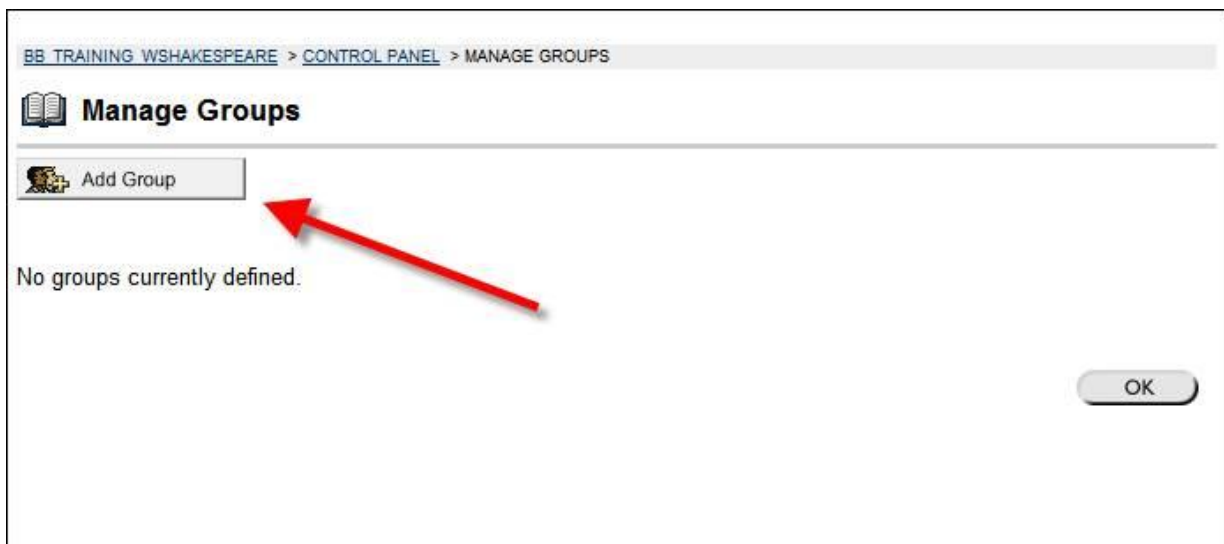 BB TRAINING WSHAKESPEARE > CONTROL PANEL > MANAGE GROUPS
Manage Groups
Add Group
No groups currently defined.
OK